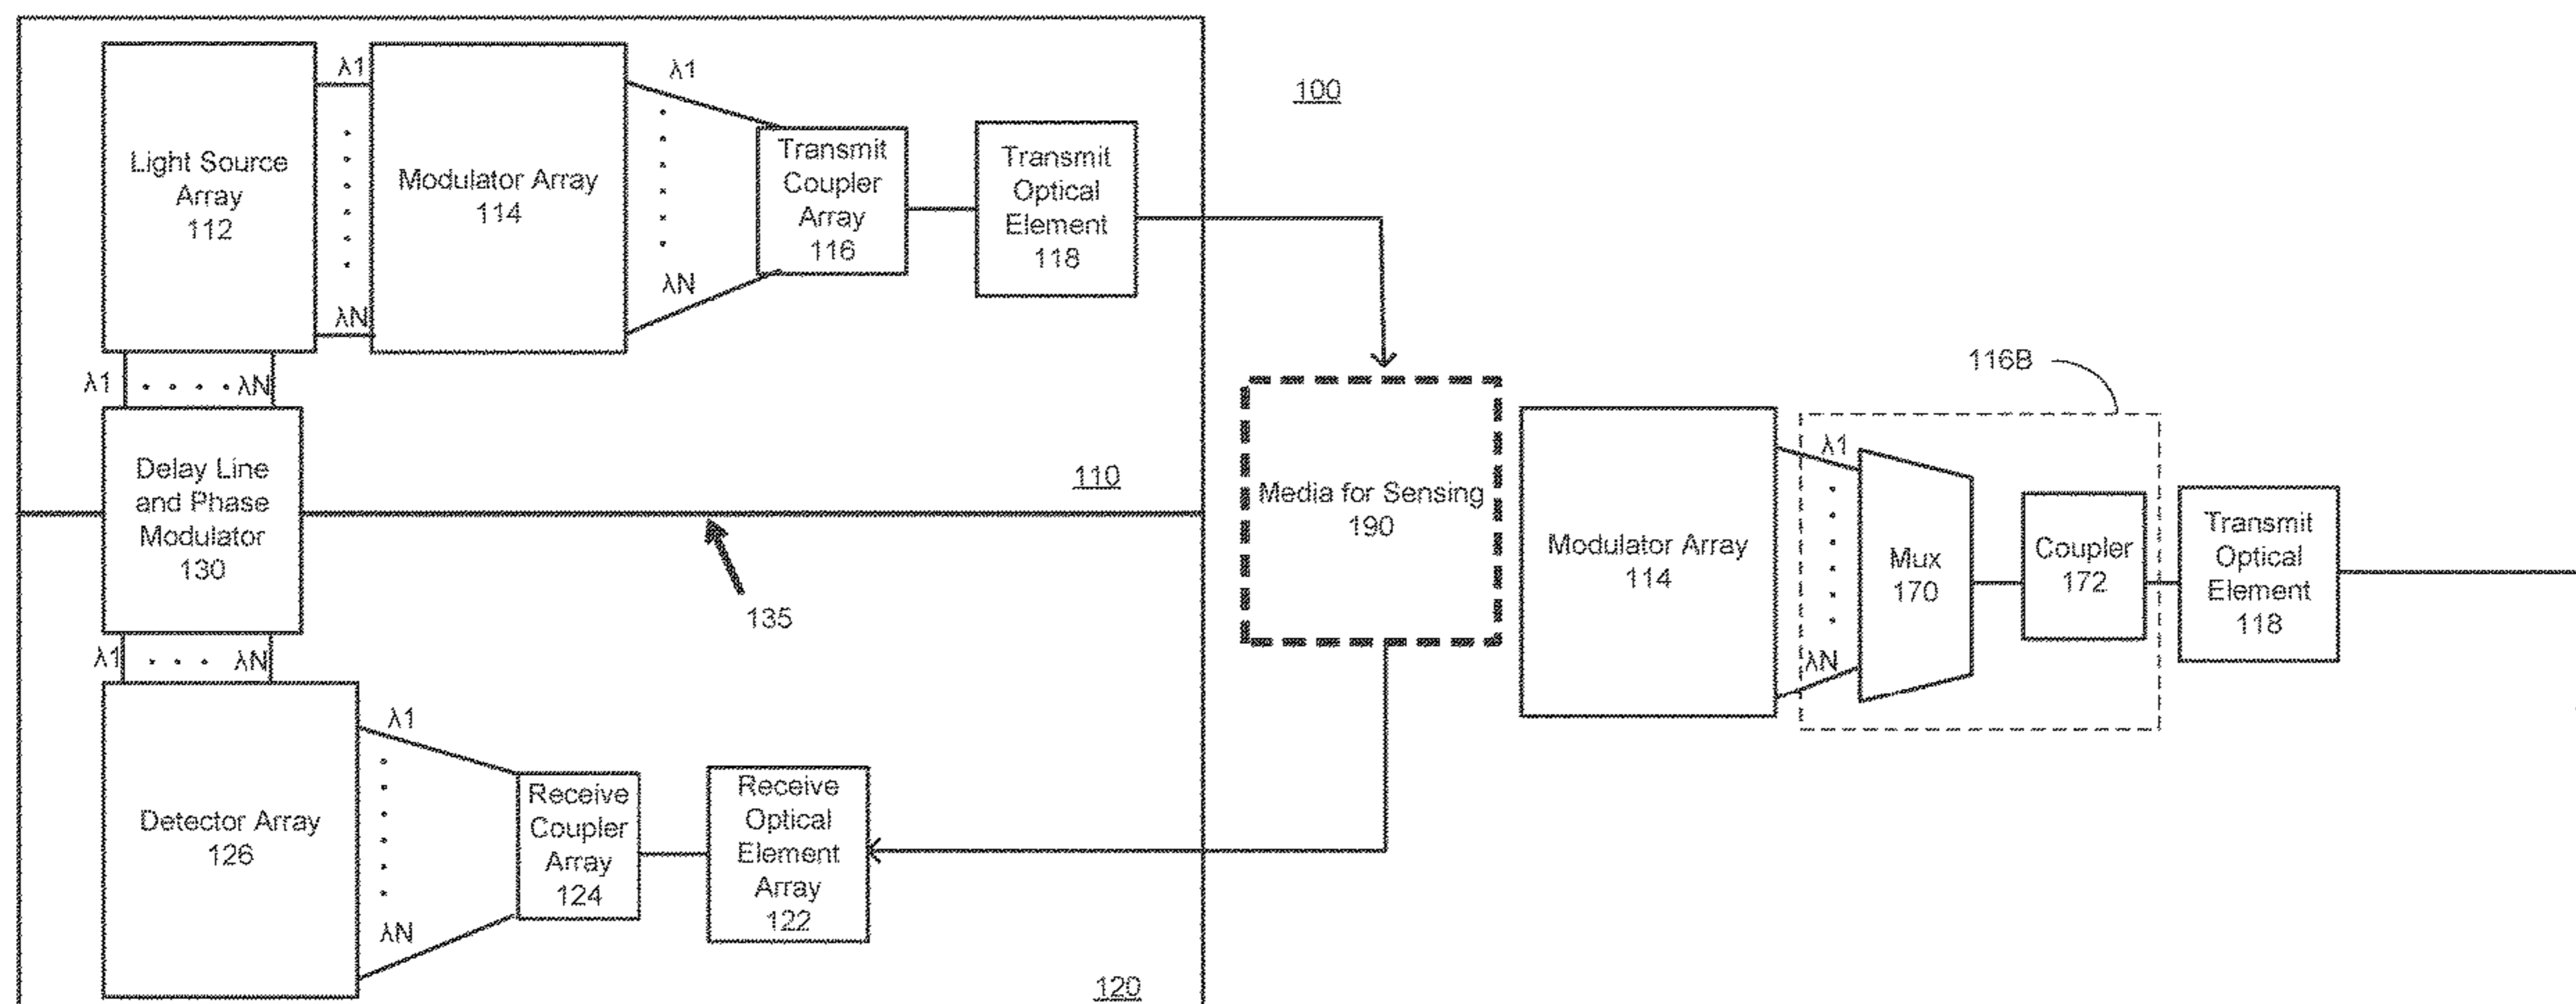 100
λ1
λ1
Light Source
Array
112
Modulator Array
114
Transmit
Coupler
Array
116
Transmit
Optical
Element
118
λN
λN
λ1
λN
Delay Line
and Phase
Modulator
130
110
135
λ1
λN
Detector Array
126
λ1
λN
Receive
Coupler
Array
124
Receive
Optical
Element
Array
122
120
Media for Sensing
190
116B
Modulator Array
114
λ1
λN
Mux
170
Coupler
172
Transmit
Optical
Element
118